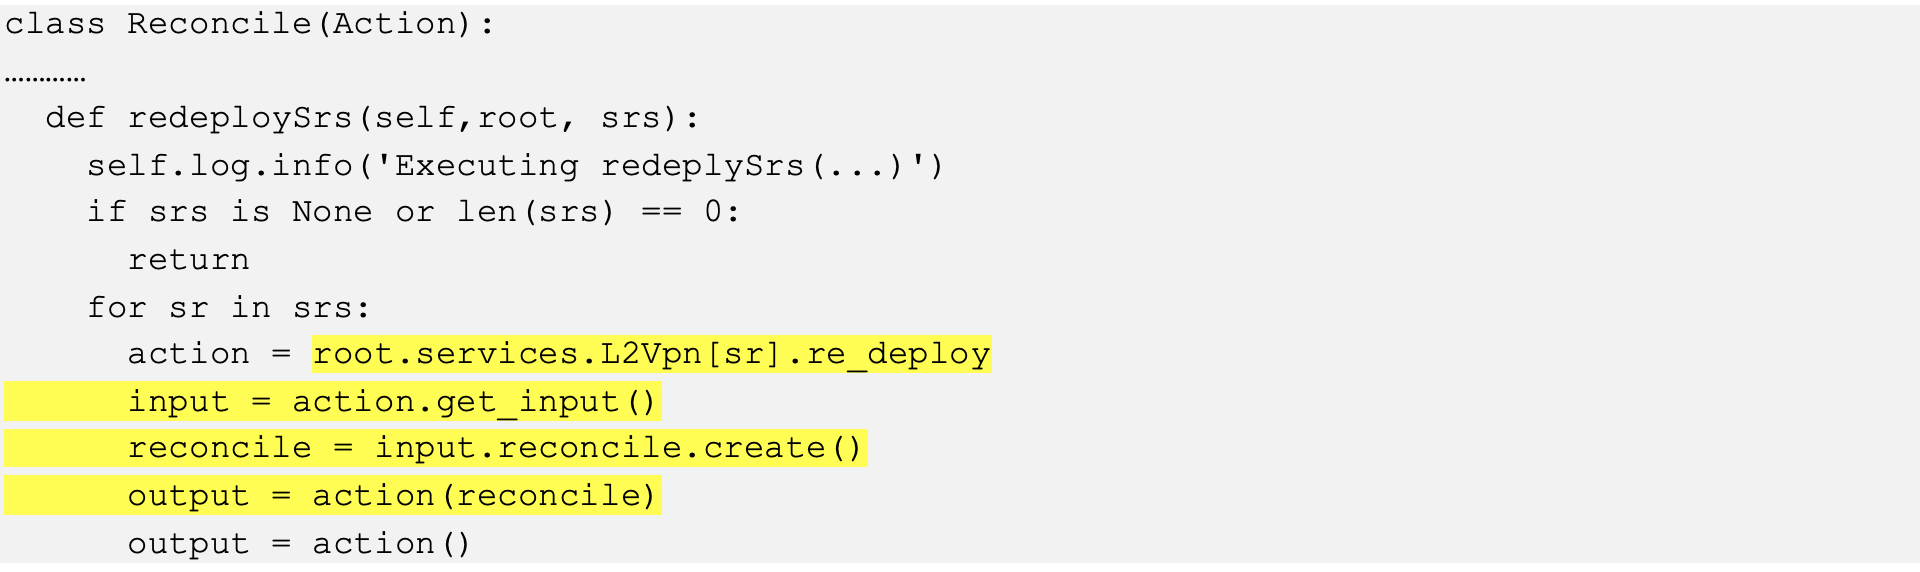 class Reconcile(Action):
…………
def redeploySrs(self,root, srs):
self.log.info('Executing redeplySrs(...)')
if srs is None or len(srs) == 0:
return
for sr in srs:
action = root.services.L2Vpn[sr].re_deploy
input = action.get_input()
reconcile = input.reconcile.create()
output = action(reconcile)
output = action()